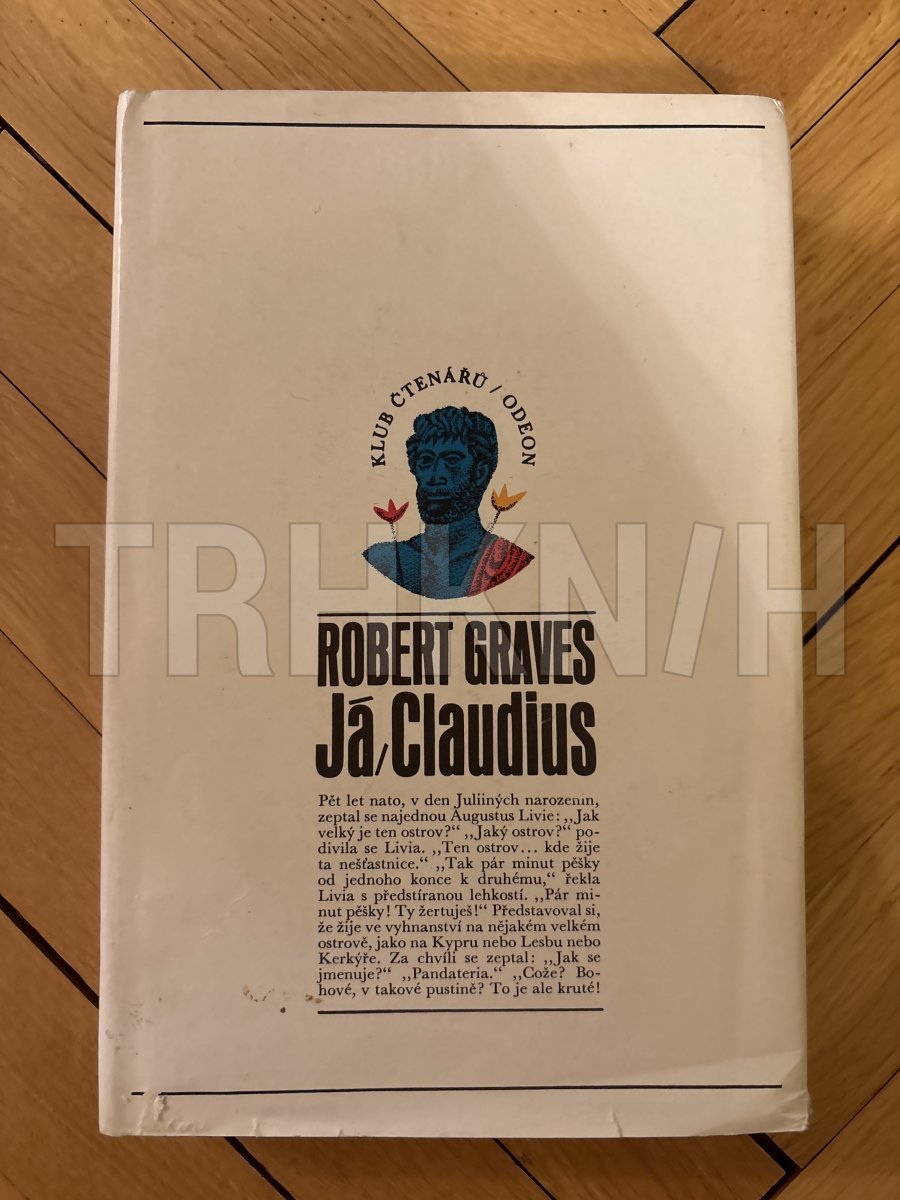 KLUB ČTENÁŘŮ / ODEON
TRHKN/H
ROBERT GRAVES
Já/Claudius
Pět let nato, v den Juliiných narozenin,
zeptal se najednou Augustus Livie: ,,Jak
velký je ten ostrov?“ ,,Jaký ostrov?“ po-
divila se Livia. ,,Ten ostrov... kde žije
ta nešťastnice.“ ,,Tak pár minut pěšky
od jednoho konce k druhému,“ řekla
Livia s předstíranou lehkostí. ,,Pár mi-
nut pěšky! Ty žertuješ!“ Představoval si,
že žije ve vyhnanství na nějakém velkém
ostrově, jako na Kypru nebo Lesbu nebo
Kerkýře. Za chvíli se zeptal: ,,Jak se
jmenuje?“ ,,Pandateria.“ ,,Cože? Bo-
hové, v takové pustině? To je ale kruté!